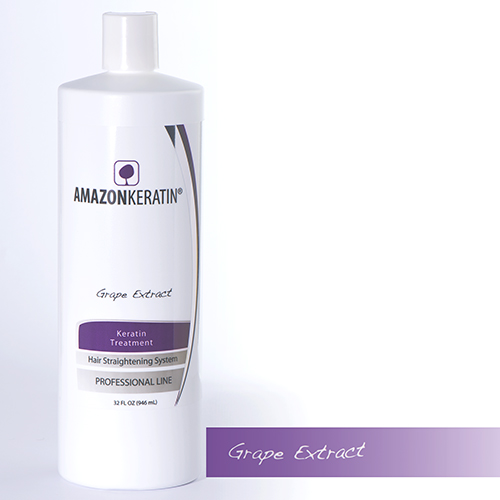 AMAZONKERATIN®
Grape Extract
Keratin
Treatment
Hair Straightening System
PROFESSIONAL LINE
32 FL OZ (946 mL)
Grape Extract